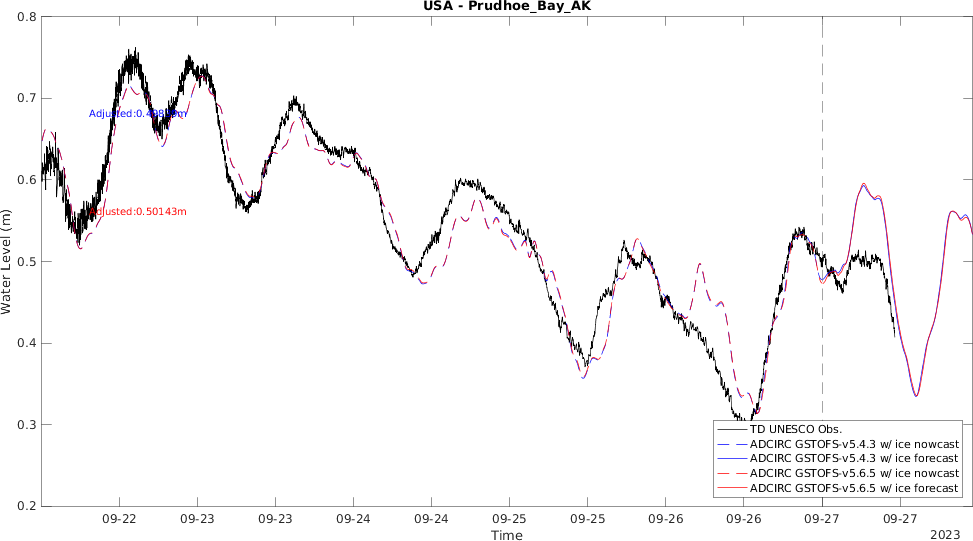 USA - Prudhoe_Bay_AK
0.8
0.7
0.6
0.5
0.4
0.3
0.2
Water Level (m)
Adjusted:0.50143m
TD UNESCO Obs.
ADCIRC GSTOFS-v5.4.3 w/ ice nowcast
ADCIRC GSTOFS-v5.4.3 w/ ice forecast
ADCIRC GSTOFS-v5.6.5 w/ ice nowcast
ADCIRC GSTOFS-v5.6.5 w/ ice forecast
09-22 09-23 09-23 09-24 09-24 09-25 09-25 09-26 09-26 09-27 09-27
Time
2023